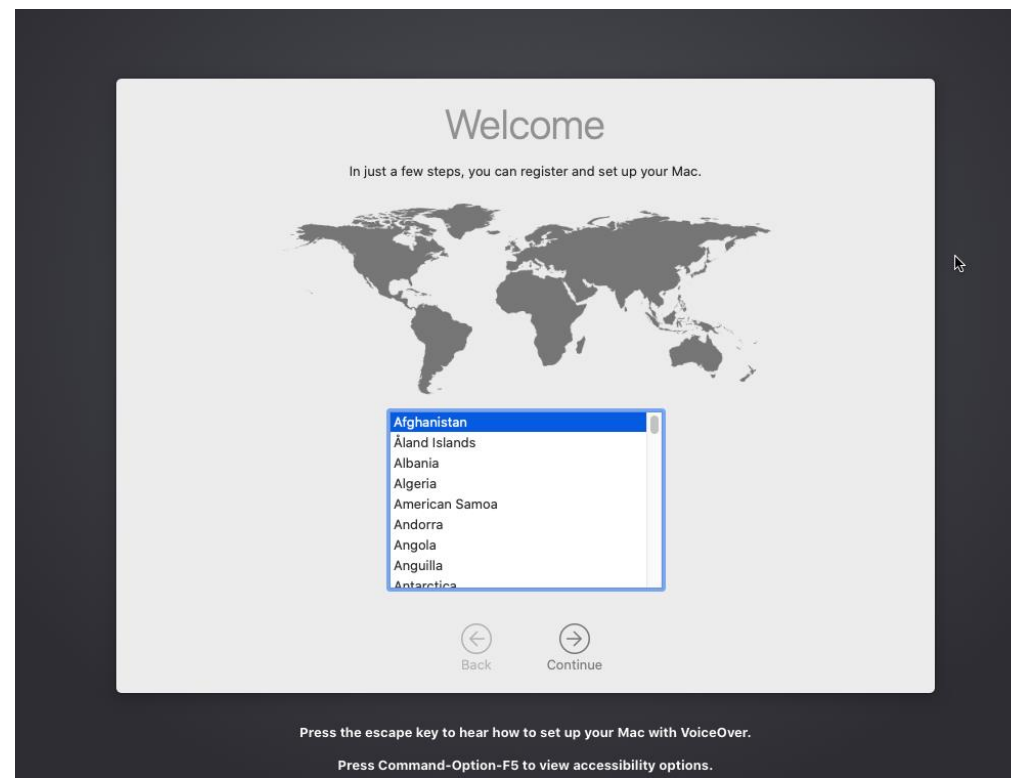 Welcome
In just a few steps, you can register and set up your Mac.
Afghanistan
Åland Islands
Albania
Algeria
American Samoa
Andorra
Angola
Anguilla
Antarctica
Back
Continue
Press the escape key to hear how to set up your Mac with VoiceOver.
Press Command-Option-F5 to view accessibility options.